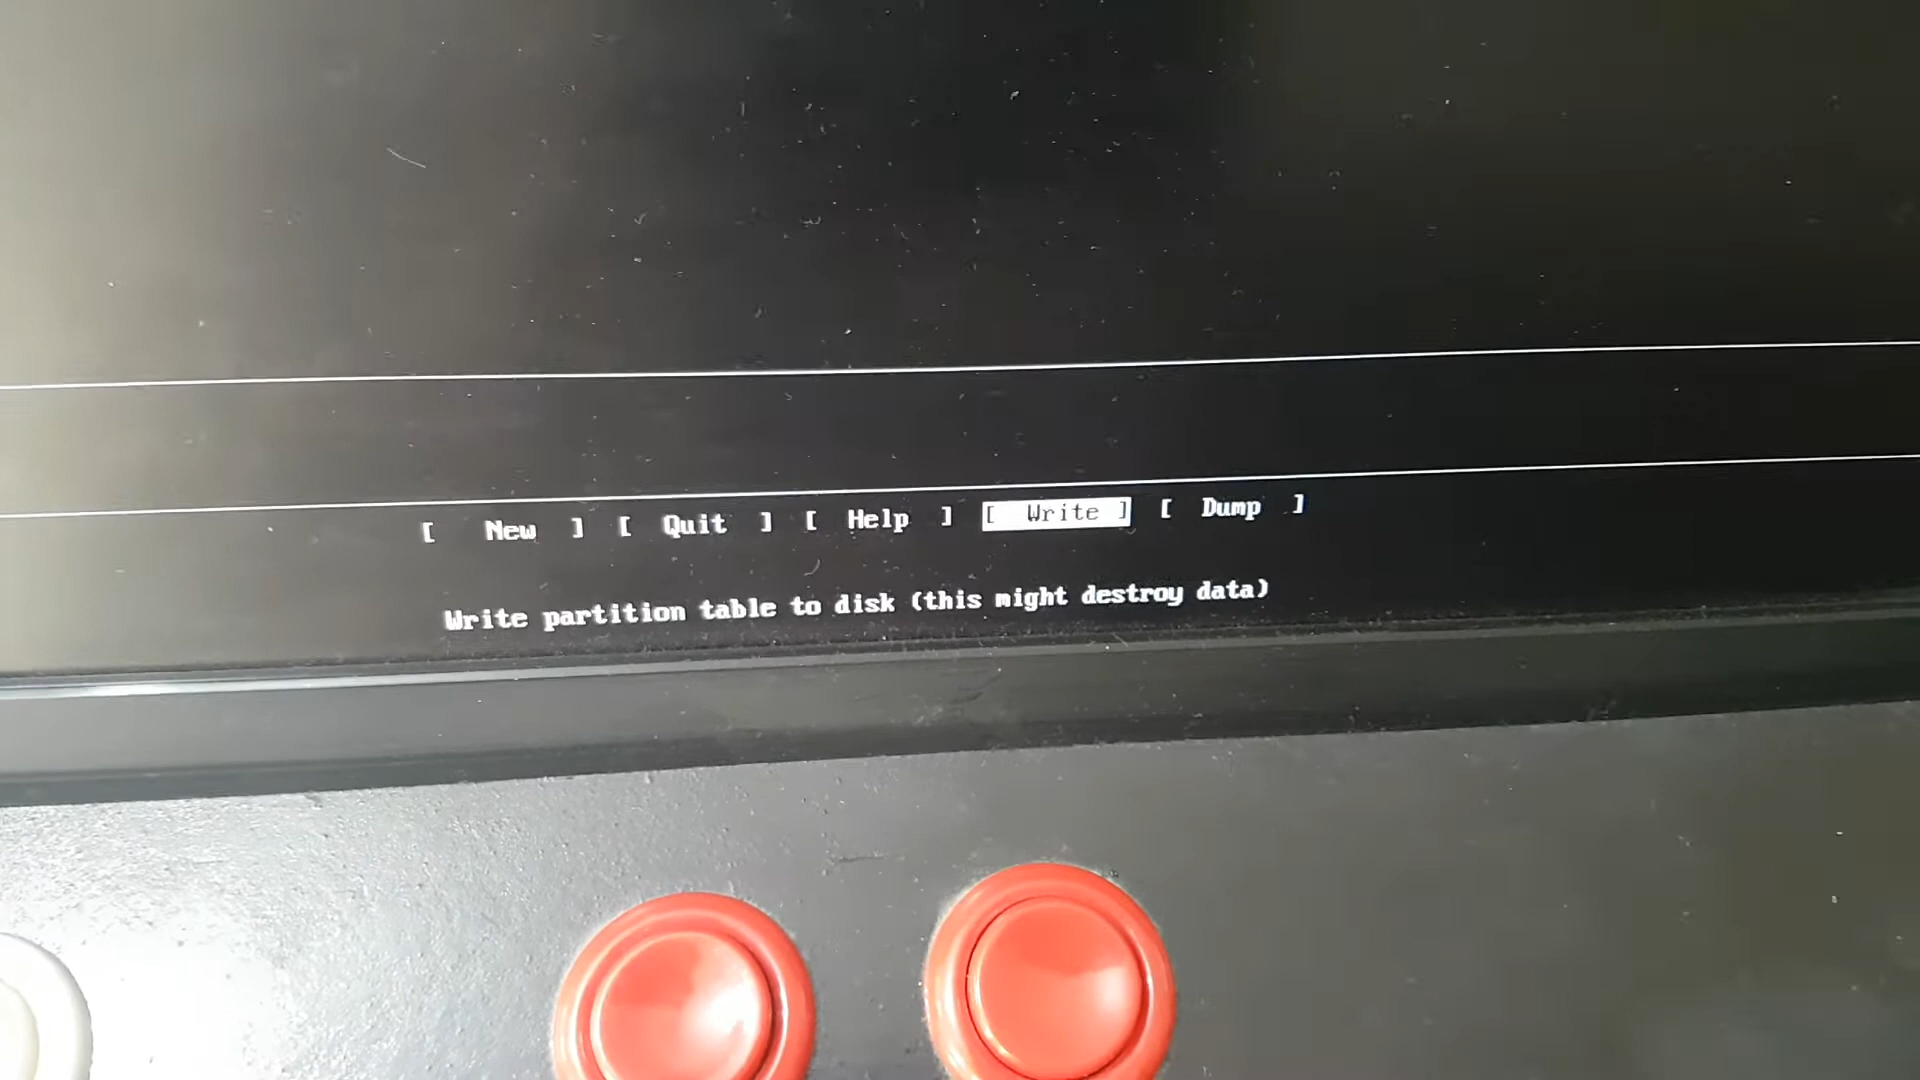 [ New ] [ Quit ] [ Help ] [ Write ] [ Dump ]
Write partition table to disk (this might destroy data)